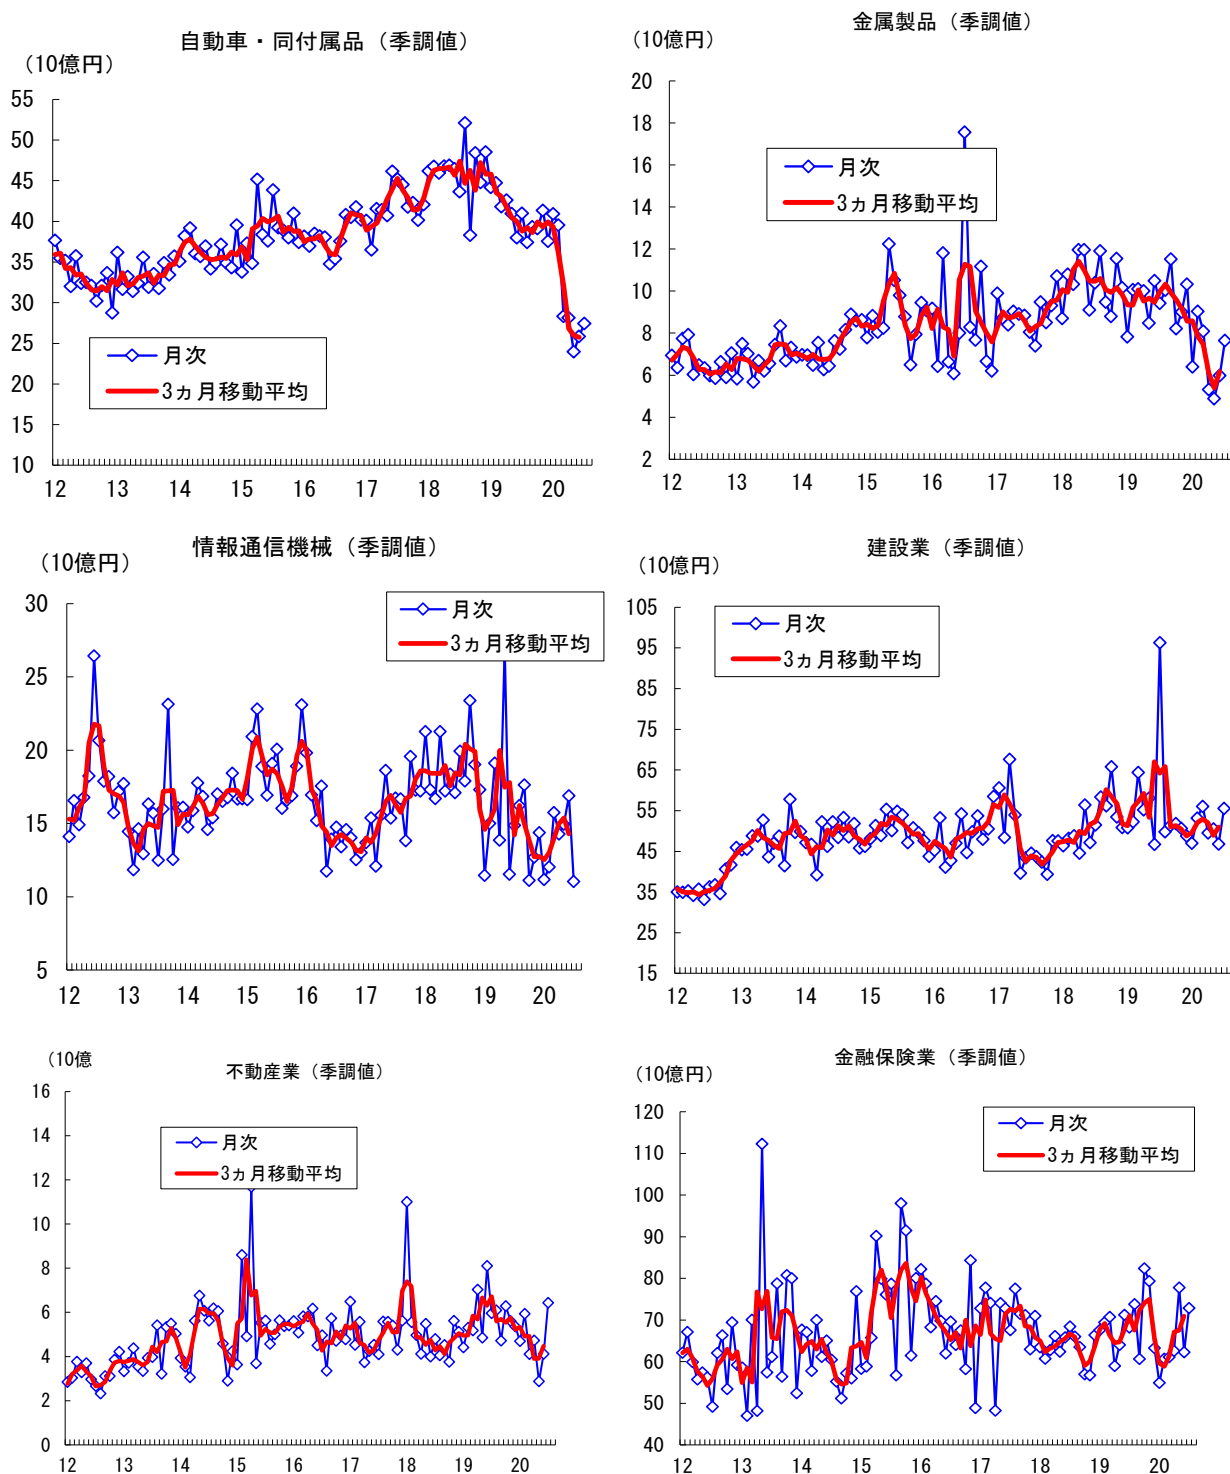 自動車・同付属品（季調値）
（10億円）
55
50
45
40
35
30
25
20
15
10
月次
3ヵ月移動平均
12 13 14 15 16 17 18 19 20
金属製品（季調値）
（10億円）
20
18
16
14
12
10
8
6
4
2
月次
3ヵ月移動平均
12 13 14 15 16 17 18 19 20
情報通信機械（季調値）
（10億円）
30
25
20
15
10
5
月次
3ヵ月移動平均
12 13 14 15 16 17 18 19 20
建設業（季調値）
（10億円）
105
95
85
75
65
55
45
35
25
15
月次
3ヵ月移動平均
12 13 14 15 16 17 18 19 20
（10億
不動産業（季調値）
16
14
12
10
8
6
4
2
0
月次
3ヵ月移動平均
12 13 14 15 16 17 18 19 20
金融保険業（季調値）
（10億円）
120
110
100
90
80
70
60
50
40
月次
3ヵ月移動平均
12 13 14 15 16 17 18 19 20